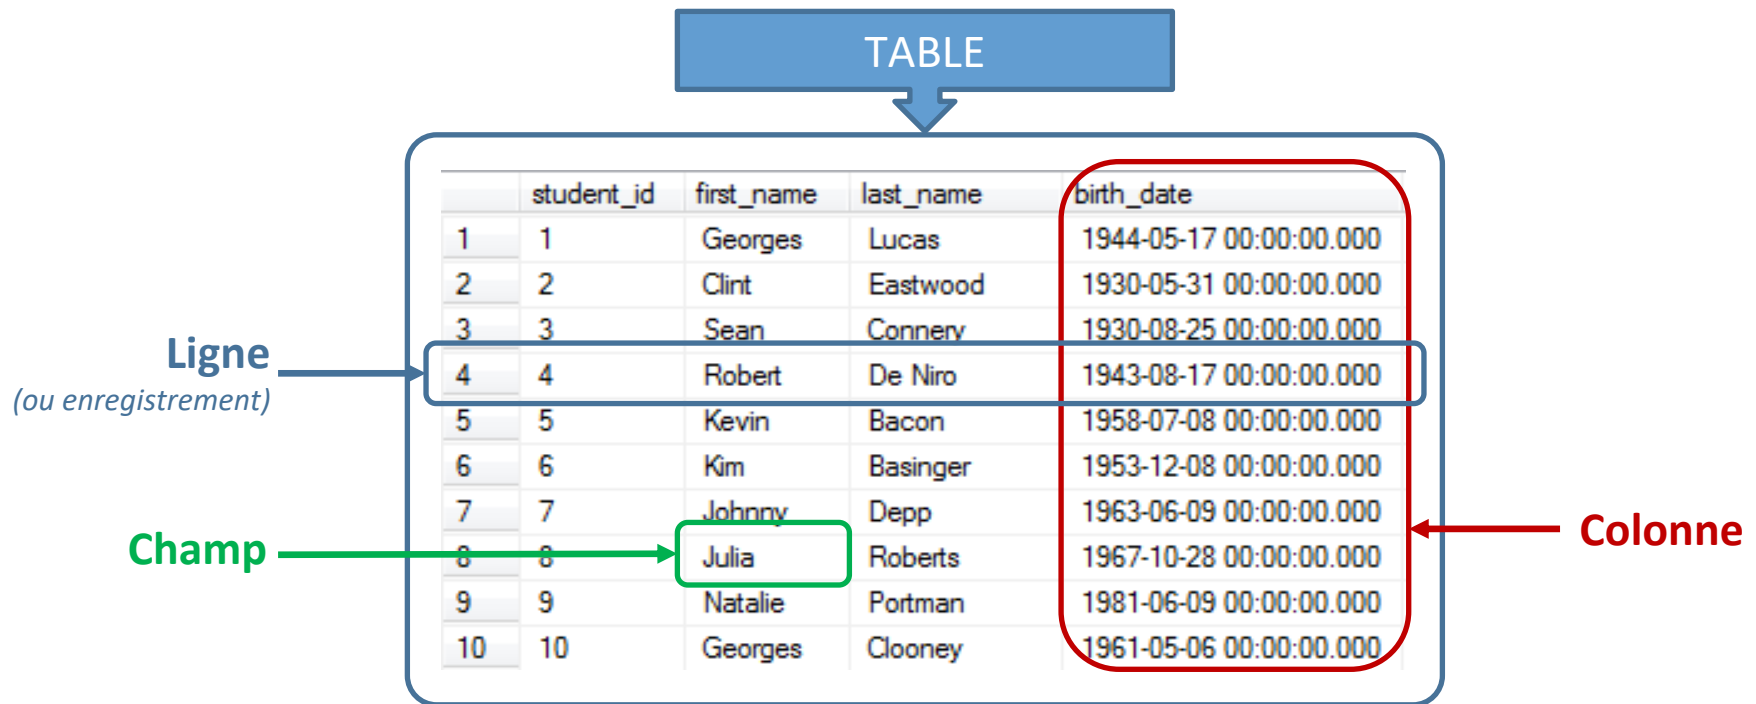 TABLE
student_id first_name last_name birth_date
1 1 Georges Lucas 1944-05-17 00:00:00.000
2 2 Clint Eastwood 1930-05-31 00:00:00.000
3 3 Sean Connery 1930-08-25 00:00:00.000
Ligne
(ou enregistrement)
4 4 Robert De Niro 1943-08-17 00:00:00.000
5 5 Kevin Bacon 1958-07-08 00:00:00.000
6 6 Kim Basinger 1953-12-08 00:00:00.000
7 7 Johnny Depp 1963-06-09 00:00:00.000
Colonne
Champ
8 8 Julia Roberts 1967-10-28 00:00:00.000
9 9 Natalie Portman 1981-06-09 00:00:00.000
10 10 Georges Clooney 1961-05-06 00:00:00.000